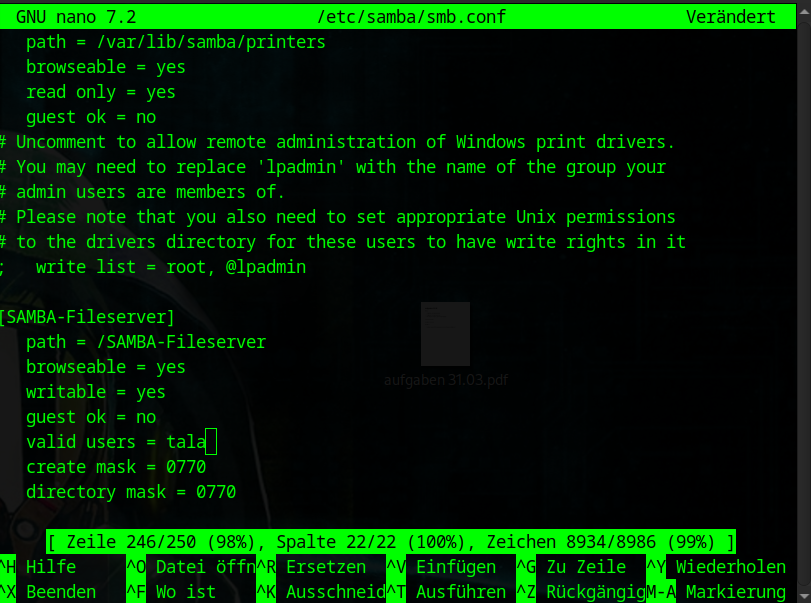 GNU nano 7.2 /etc/samba/smb.conf Verändert
path = /var/lib/samba/printers
browseable = yes
read only = yes
guest ok = no
# Uncomment to allow remote administration of Windows print drivers.
# You may need to replace 'lpadmin' with the name of the group your
# admin users are members of.
# Please note that you also need to set appropriate Unix permissions
# to the drivers directory for these users to have write rights in it
;   write list = root, @lpadmin
[SAMBA-Fileserver]
path = /SAMBA-Fileserver
browseable = yes
writable = yes
guest ok = no
valid users = tala
create mask = 0770
directory mask = 0770
aufgaben 31.03.pdf
[ Zeile 246/250 (98%), Spalte 22/22 (100%), Zeichen 8934/8986 (99%) ]
^H Hilfe ^O Datei öffn ^R Ersetzen ^V Einfügen ^G Zu Zeile ^Y Wiederholen
^X Beenden ^F Wo ist ^K Ausschneid ^T Ausführen ^Z Rückgängig M-A Markierung